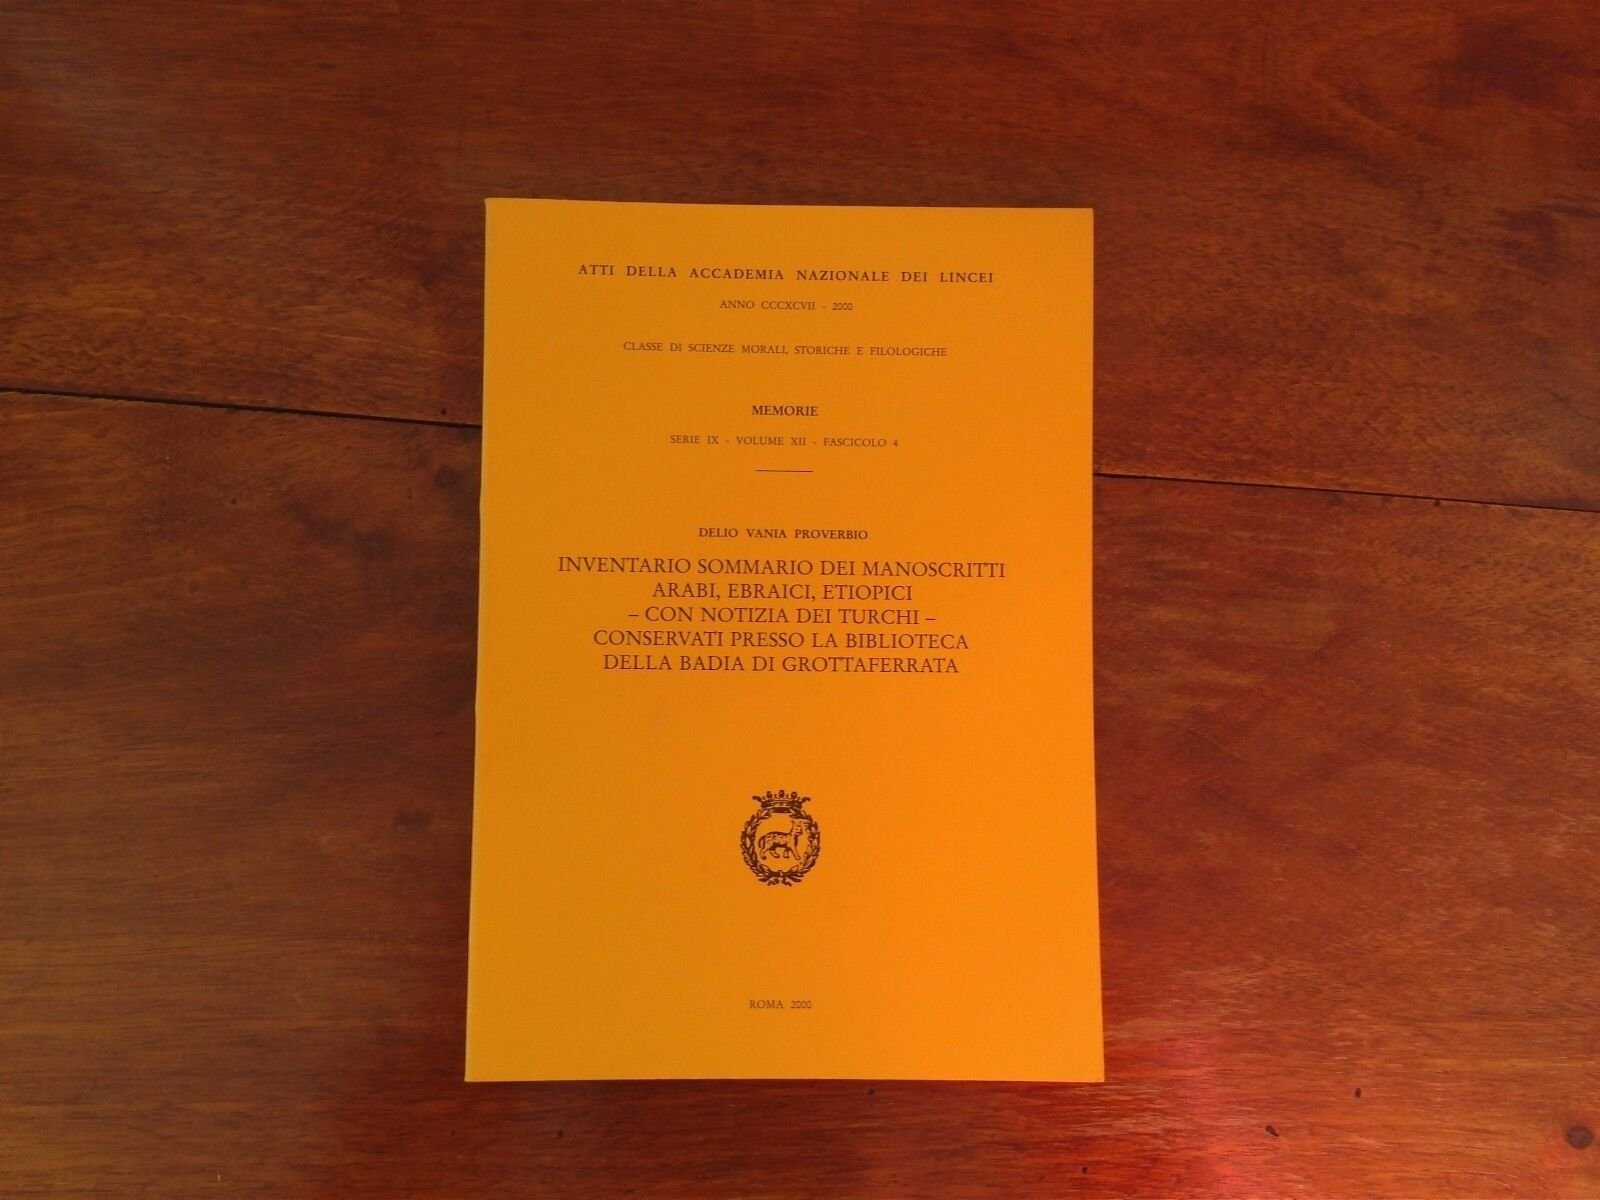 ATTI DELLA ACCADEMIA NAZIONALE DEI LINCEI
ANNO CCCXCVII - 2000
CLASSE DI SCIENZE MORALI, STORICHE E FILOLOGICHE
MEMORIE
SERIE IX - VOLUME XII - FASCICOLO 4
DELIO VANIA PROVERBIO
INVENTARIO SOMMARIO DEI MANOSCRITTI
ARABI, EBRAICI, ETIOPICI
– CON NOTIZIA DEI TURCHI –
CONSERVATI PRESSO LA BIBLIOTECA
DELLA BADIA DI GROTTAFERRATA
ROMA 2000